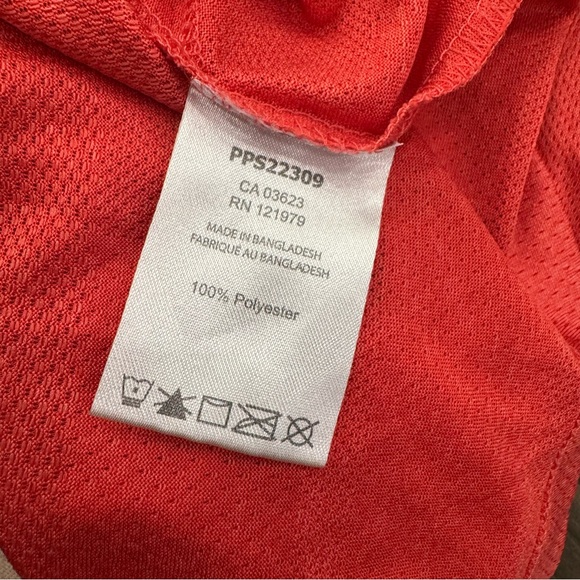 PPS22309
CA 03623
RN 121979
MADE IN BANGLADESH
FABRIQUE AU BANGLADESH
100% Polyester